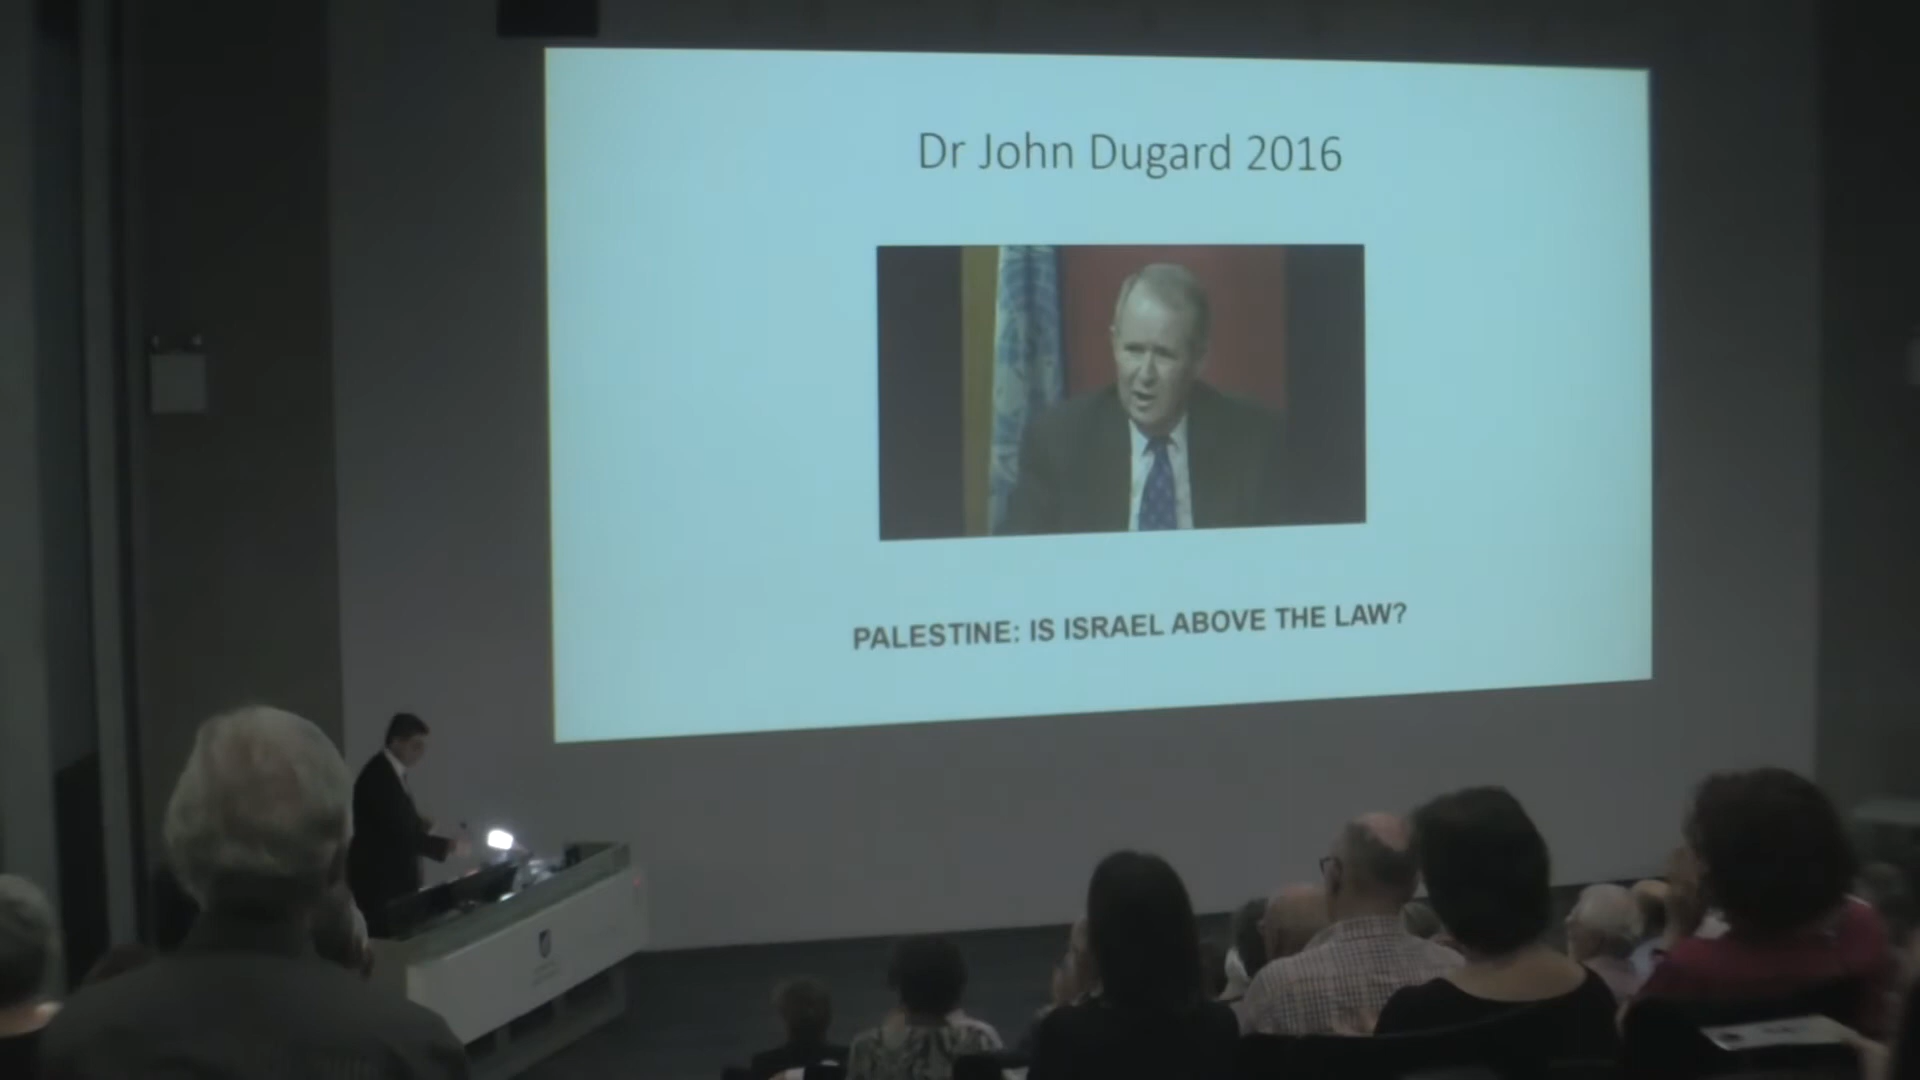 Dr John Dugard 2016
PALESTINE: IS ISRAEL ABOVE THE LAW?